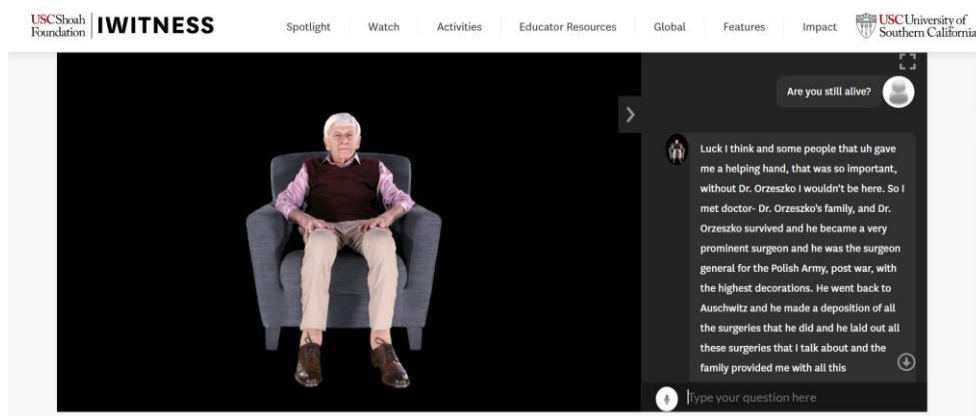 USC Shoah
Foundation
IWITNESS
Spotlight
Watch
Activities
Educator Resources
Global
Features
Impact
USC University of
Southern California
Are you still alive?
Luck I think and some people that uh gave
me a helping hand, that was so important,
without Dr. Orzeszko I wouldn't be here. So I
met doctor- Dr. Orzeszko's family, and Dr.
Orzeszko survived and he became a very
prominent surgeon and he was the surgeon
general for the Polish Army, post war, with
the highest decorations. He went back to
Auschwitz and he made a deposition of all
the surgeries that he did and he laid out all
these surgeries that I talk about and the
family provided me with all this
Type your question here